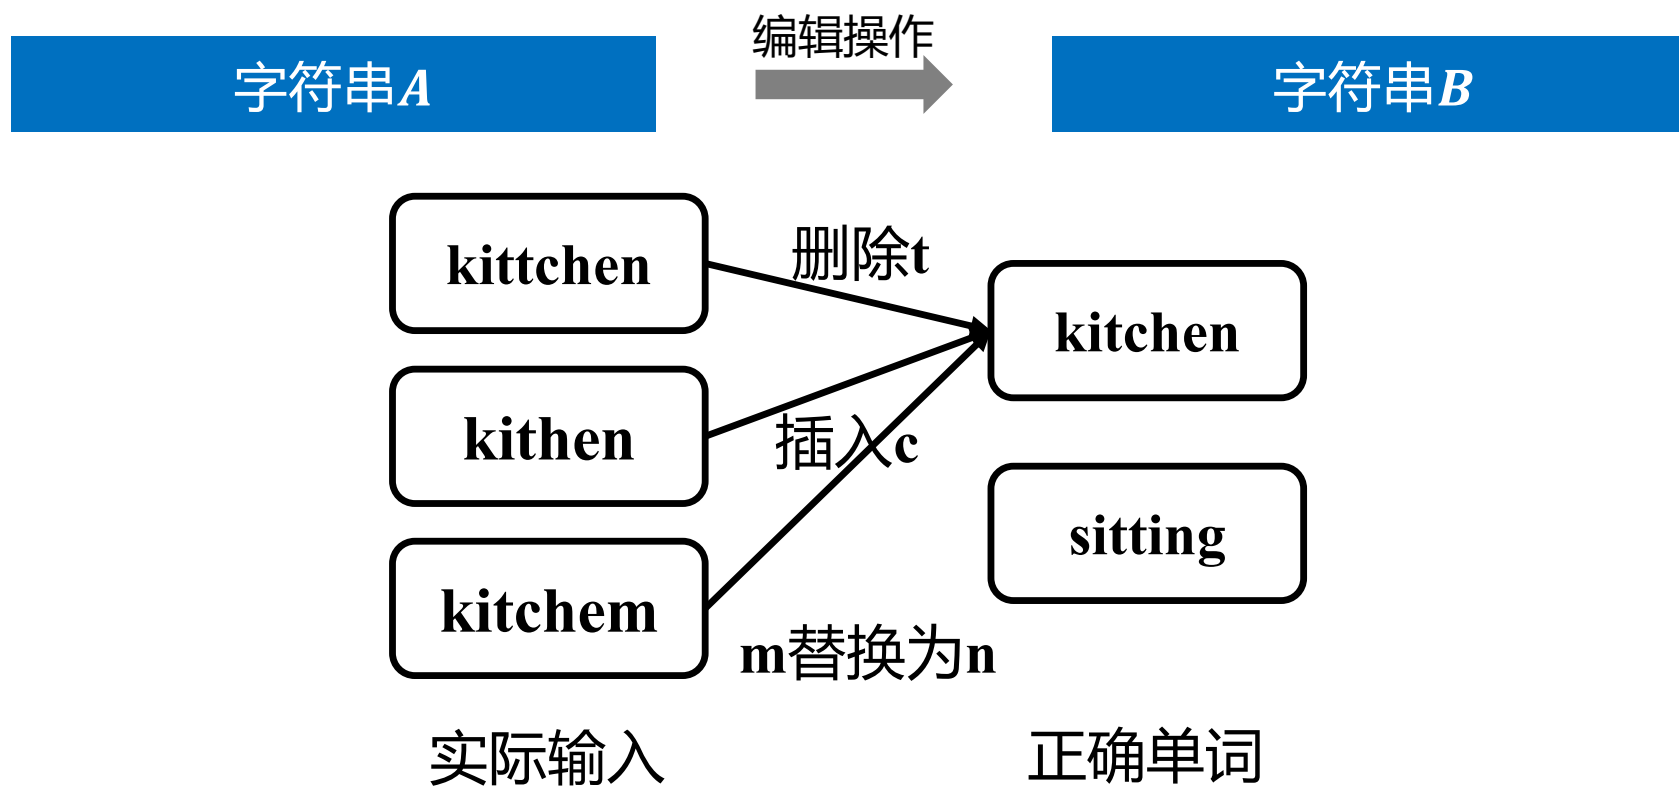 编辑操作
字符串A
字符串B
kittchen
删除t
kitchen
kithen
插入c
sitting
kitchem
m替换为n
实际输入
正确单词